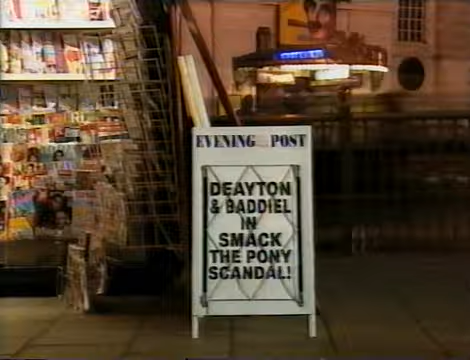 EVENING POST
DEAYTON
& BADDIEL
IN
SMACK
THE PONY
SCANDAL!